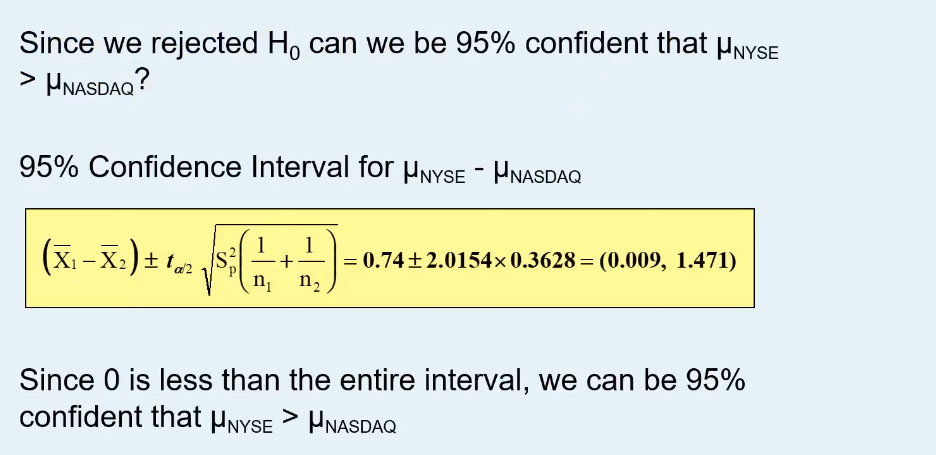 Since we rejected H₀ can we be 95% confident that μNYSE
> μNASDAQ?
95% Confidence Interval for μNYSE - μNASDAQ
(X̅₁ – X̅₂) ± tα/2 √(S²p(1/n₁ + 1/n₂)) = 0.74 ± 2.0154 × 0.3628 = (0.009, 1.471)
Since 0 is less than the entire interval, we can be 95%
confident that μNYSE > μNASDAQ